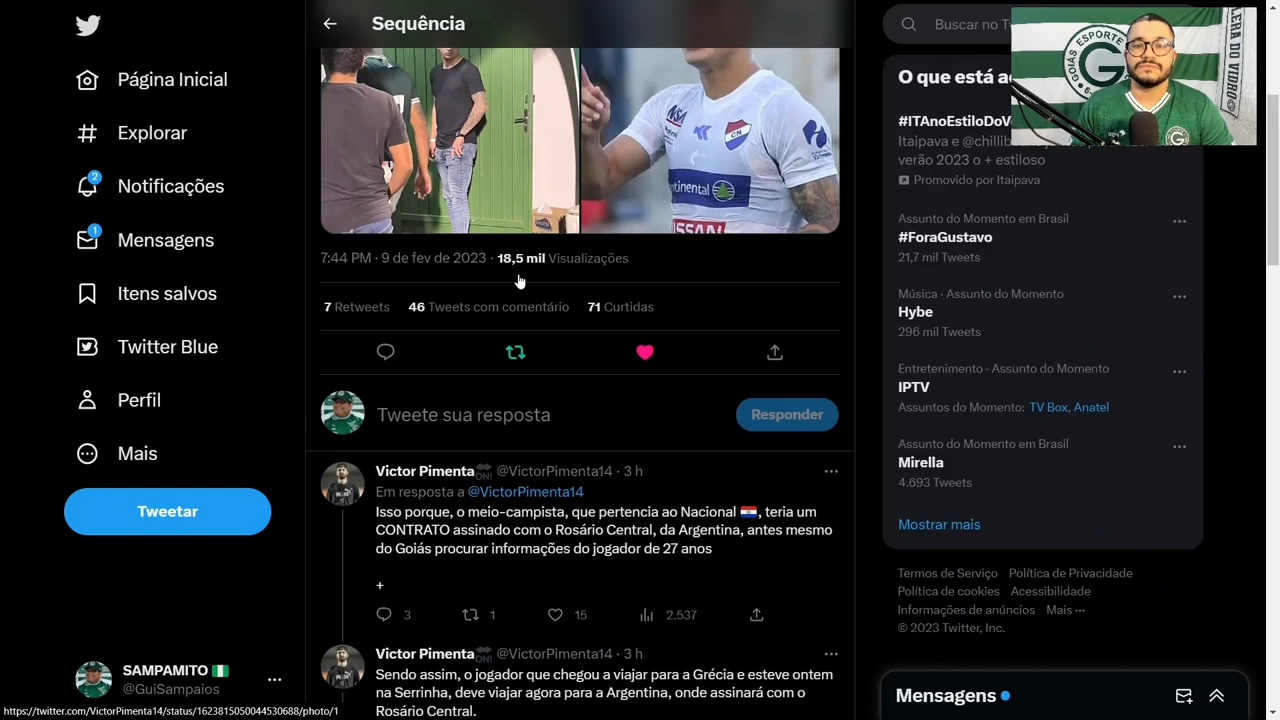 Sequência
Página Inicial
Explorar
2
Notificações
1
Mensagens
Itens salvos
Twitter Blue
Perfil
Mais
Tweetar
SAMPAMITO 🇳🇬
@GuiSampaios
CN
Continental
NISSAN
7:44 PM · 9 de fev de 2023 · 18,5 mil Visualizações
7 Retweets 46 Tweets com comentário 71 Curtidas
Tweete sua resposta
Responder
Victor Pimenta @VictorPimenta14 · 3 h
Em resposta a @VictorPimenta14
Isso porque, o meio-campista, que pertencia ao Nacional 🇵🇾, teria um
CONTRATO assinado com o Rosário Central, da Argentina, antes mesmo
do Goiás procurar informações do jogador de 27 anos
+
3 1 15 2.537
Victor Pimenta @VictorPimenta14 · 3 h
Sendo assim, o jogador que chegou a viajar para a Grécia e esteve ontem
na Serrinha, deve viajar agora para a Argentina, onde assinará com o
Rosário Central.
Buscar no Tw
O que está a
#ITAnoEstiloDoV
Itaipava e @chillib
verão 2023 o + estiloso
Promovido por Itaipava
Assunto do Momento em Brasil
#ForaGustavo
21,7 mil Tweets
Música · Assunto do Momento
Hybe
296 mil Tweets
Entretenimento · Assunto do Momento
IPTV
Assuntos do Momento: TV Box, Anatel
Assunto do Momento em Brasil
Mirella
4.693 Tweets
Mostrar mais
Termos de Serviço Política de Privacidade
Política de cookies Acessibilidade
Informações de anúncios Mais ···
© 2023 Twitter, Inc.
Mensagens
GOIÁS ESPORTE
https://twitter.com/VictorPimenta14/status/1623815050044530688/photo/1